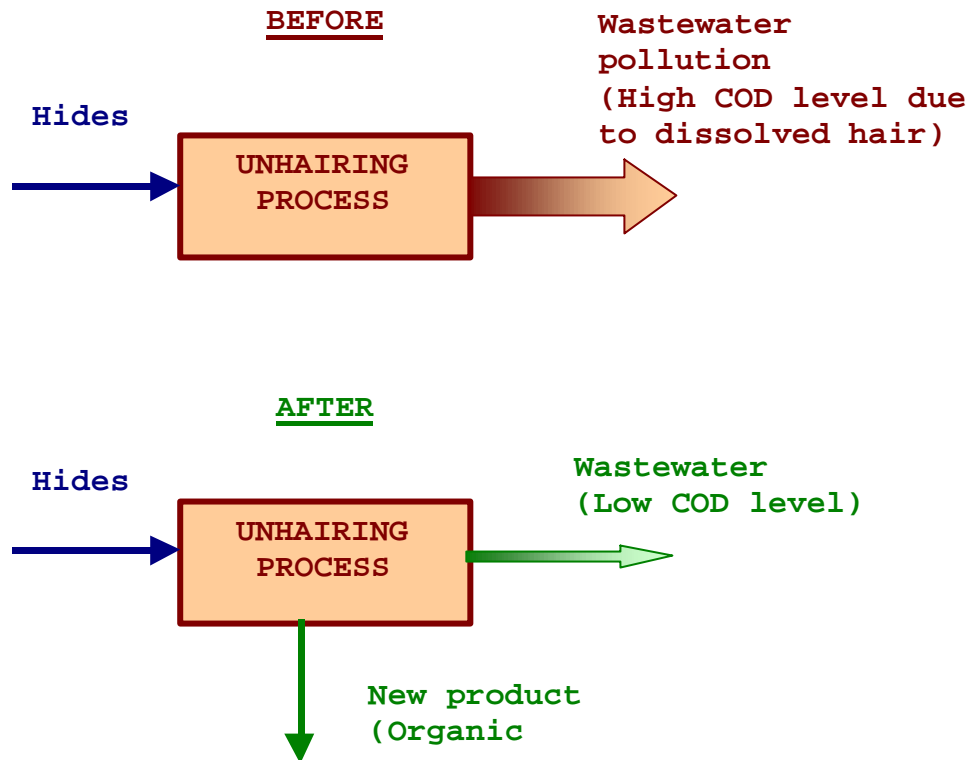 BEFORE
Wastewater
pollution
(High COD level due
to dissolved hair)
Hides
UNHAIRING
PROCESS
AFTER
Hides
Wastewater
(Low COD level)
UNHAIRING
PROCESS
New product
(Organic